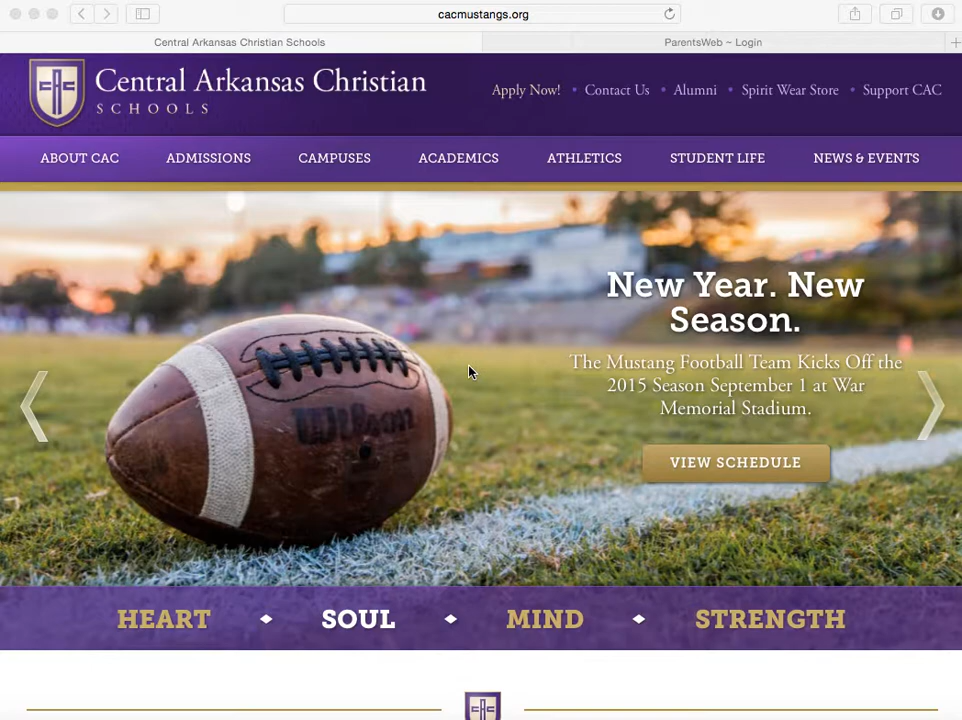 cacmustangs.org
Central Arkansas Christian Schools
ParentsWeb ~ Login
CAC
Central Arkansas Christian
SCHOOLS
Apply Now! • Contact Us • Alumni • Spirit Wear Store • Support CAC
ABOUT CAC ADMISSIONS CAMPUSES ACADEMICS ATHLETICS STUDENT LIFE NEWS & EVENTS
Wilson
New Year. New
Season.
The Mustang Football Team Kicks Off the
2015 Season September 1 at War
Memorial Stadium.
VIEW SCHEDULE
HEART SOUL MIND STRENGTH
CAC